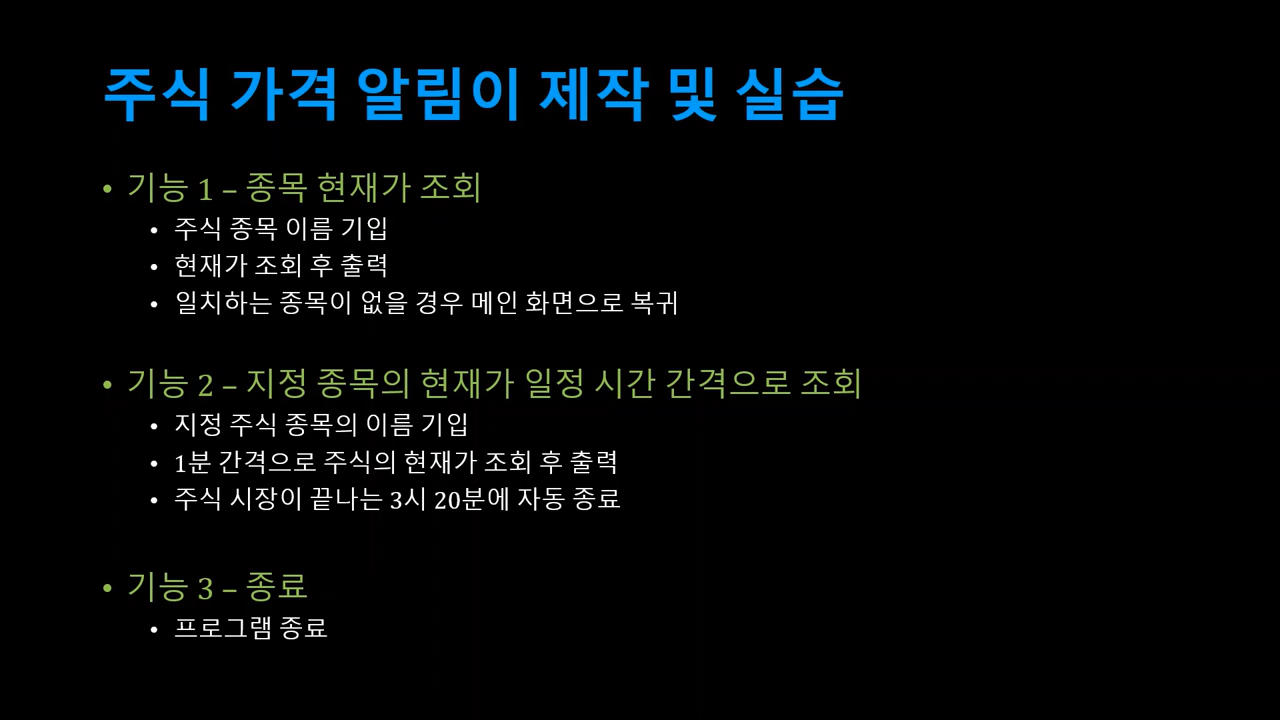 주식 가격 알림이 제작 및 실습
• 기능 1 – 종목 현재가 조회
• 주식 종목 이름 기입
• 현재가 조회 후 출력
• 일치하는 종목이 없을 경우 메인 화면으로 복귀
• 기능 2 – 지정 종목의 현재가 일정 시간 간격으로 조회
• 지정 주식 종목의 이름 기입
• 1분 간격으로 주식의 현재가 조회 후 출력
• 주식 시장이 끝나는 3시 20분에 자동 종료
• 기능 3 – 종료
• 프로그램 종료